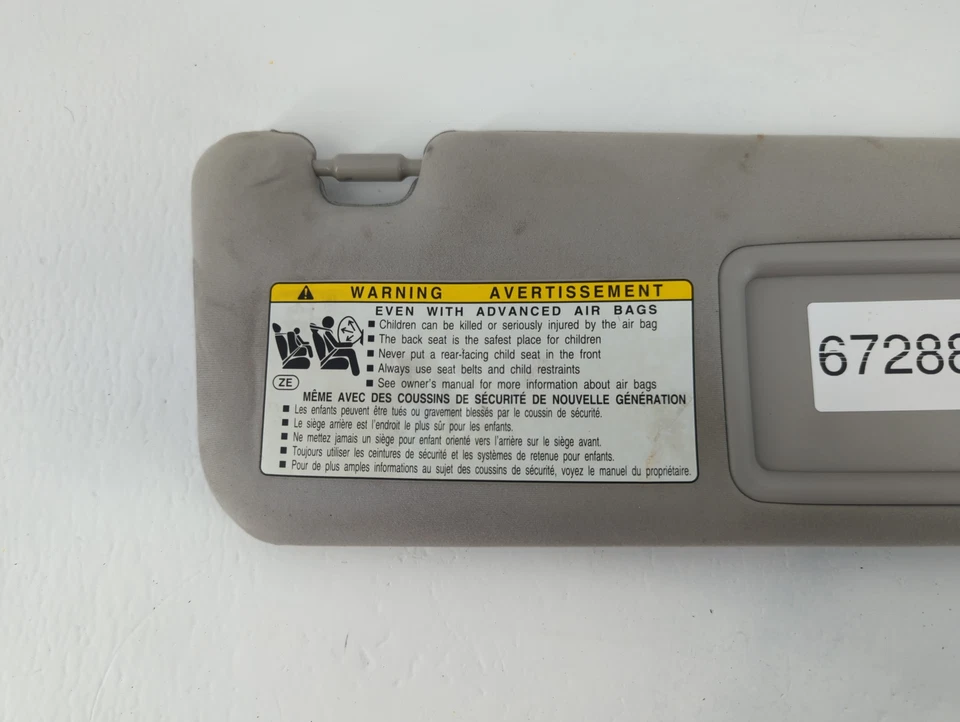 WARNING AVERTISSEMENT
EVEN WITH ADVANCED AIR BAGS
■ Children can be killed or seriously injured by the air bag
■ The back seat is the safest place for children
■ Never put a rear-facing child seat in the front
■ Always use seat belts and child restraints
■ See owner's manual for more information about air bags
ZE
MÊME AVEC DES COUSSINS DE SÉCURITÉ DE NOUVELLE GÉNÉRATION
■ Les enfants peuvent être tués ou gravement blessés par le coussin de sécurité.
■ Le siège arrière est l'endroit le plus sûr pour les enfants.
■ Ne mettez jamais un siège pour enfant orienté vers l'arrière sur le siège avant.
■ Toujours utiliser les ceintures de sécurité et les systèmes de retenue pour enfants.
■ Pour de plus amples informations au sujet des coussins de sécurité, voyez le manuel du propriétaire.
67288